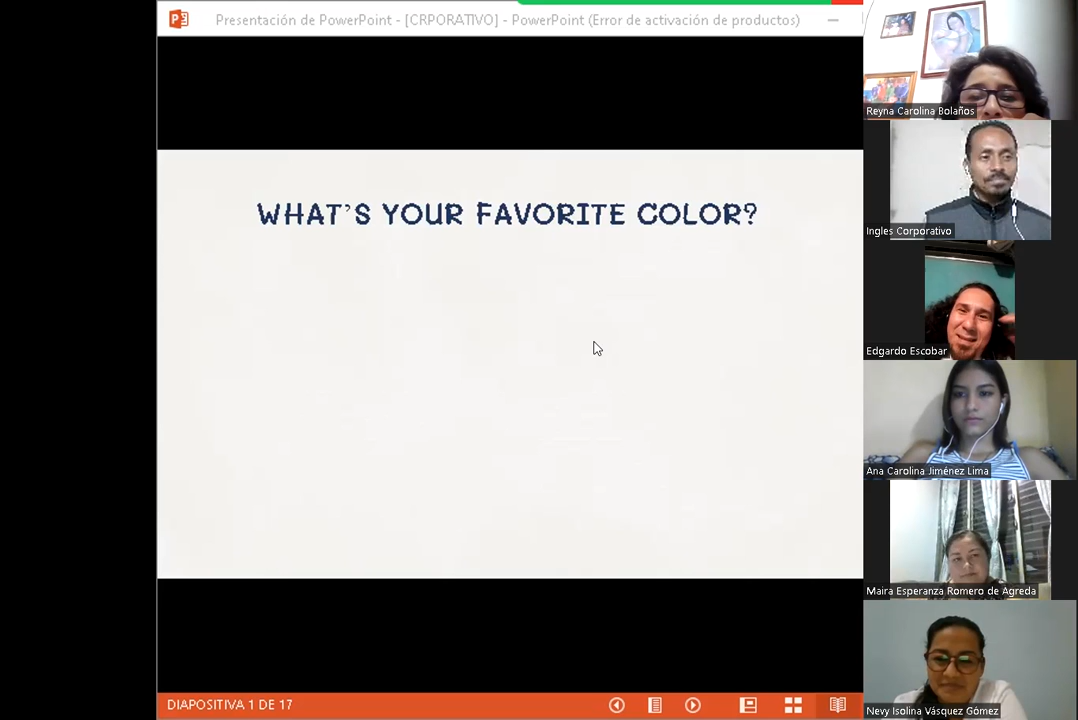 Presentación de PowerPoint - [CRPORATIVO] - PowerPoint (Error de activación de productos)
WHAT'S YOUR FAVORITE COLOR?
DIAPOSITIVA 1 DE 17
Reyna Carolina Bolaños
Ingles Corporativo
Edgardo Escobar
Ana Carolina Jiménez Lima
Maira Esperanza Romero de Agreda
Nevy Isolina Vásquez Gómez